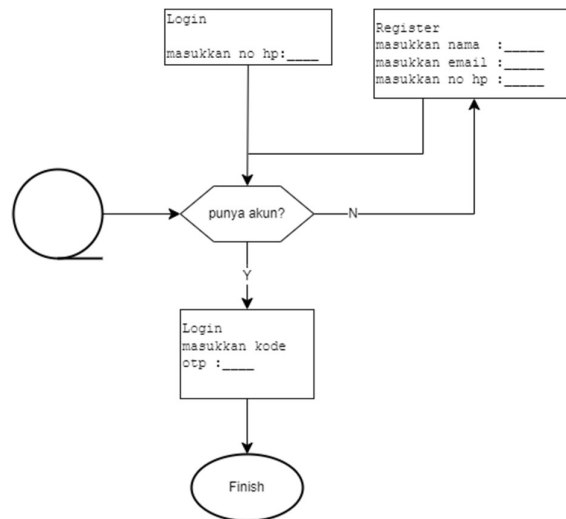 Login
masukkan no hp:____
Register
masukkan nama :_____
masukkan email :_____
masukkan no hp :_____
punya akun?
N
Y
Login
masukkan kode
otp :____
Finish